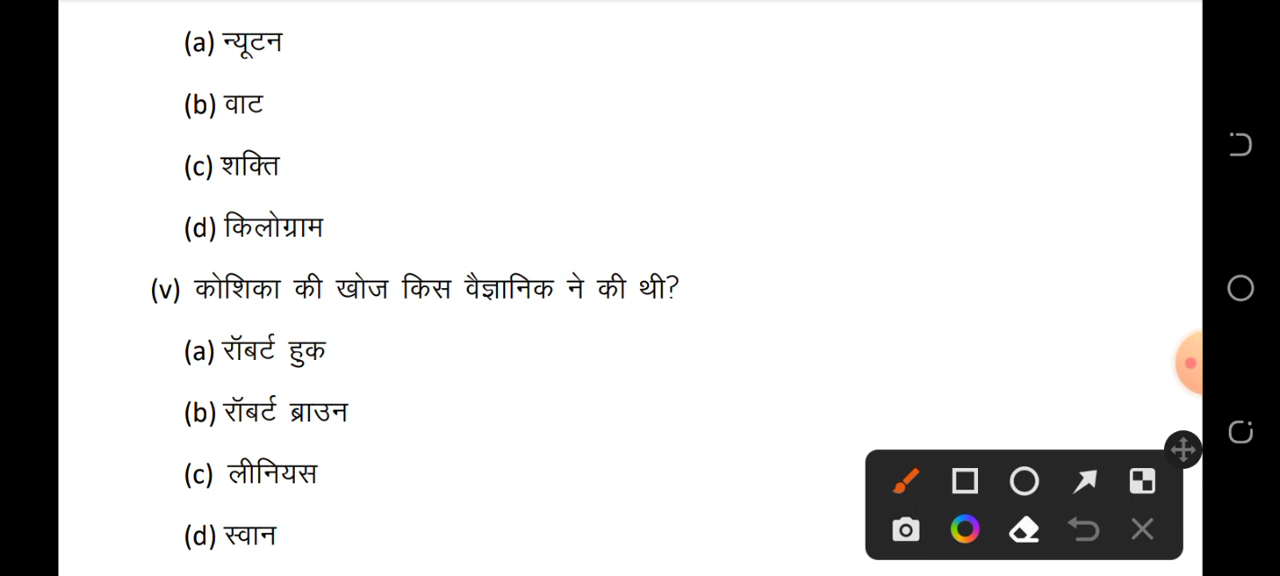 (a) न्यूटन
(b) वाट
(c) शक्ति
(d) किलोग्राम
(v) कोशिका की खोज किस वैज्ञानिक ने की थी?
(a) रॉबर्ट हुक
(b) रॉबर्ट ब्राउन
(c) लीनियस
(d) स्वान